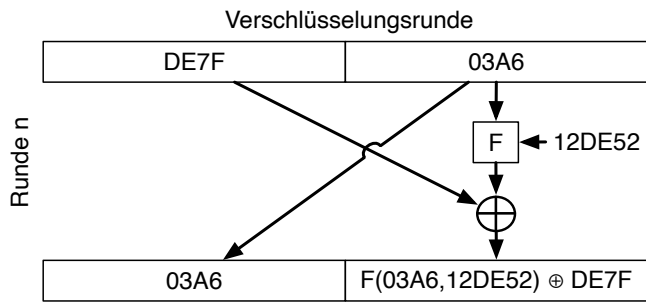 Verschlüsselungsrunde
DE7F
03A6
Runde n
F
12DE52
03A6
F(03A6,12DE52) ⊕ DE7F